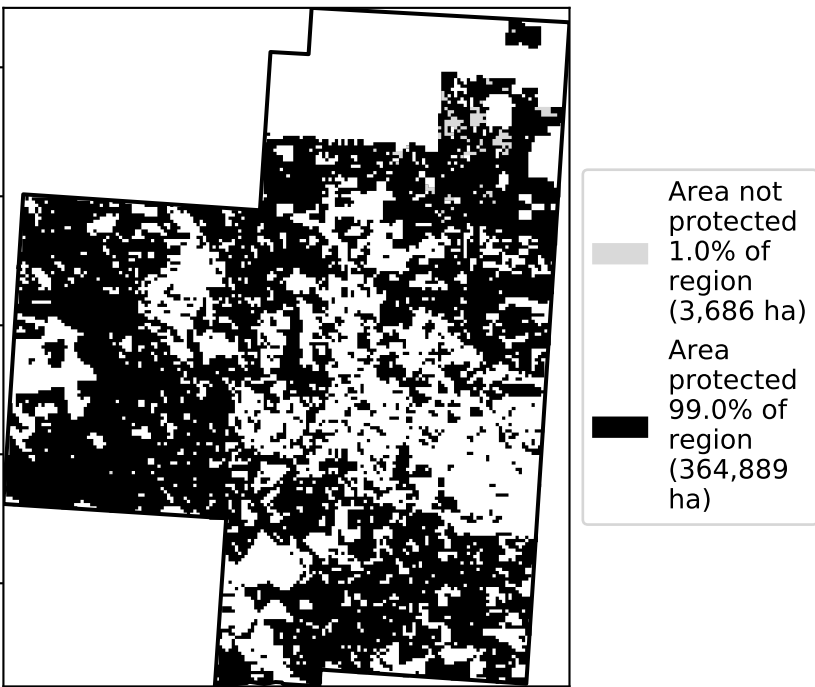 Area not
protected
1.0% of
region
(3,686 ha)
Area
protected
99.0% of
region
(364,889
ha)